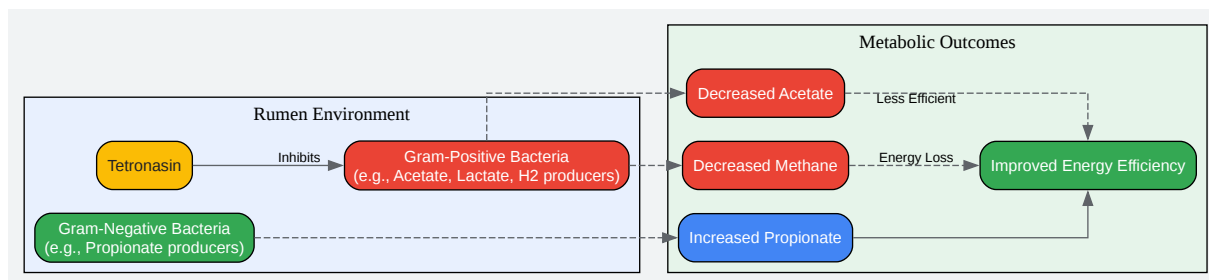 Rumen Environment
Tetronasin
Inhibits
Gram-Positive Bacteria
(e.g., Acetate, Lactate, H2 producers)
Gram-Negative Bacteria
(e.g., Propionate producers)
Metabolic Outcomes
Decreased Acetate
Less Efficient
Decreased Methane
Energy Loss
Improved Energy Efficiency
Increased Propionate